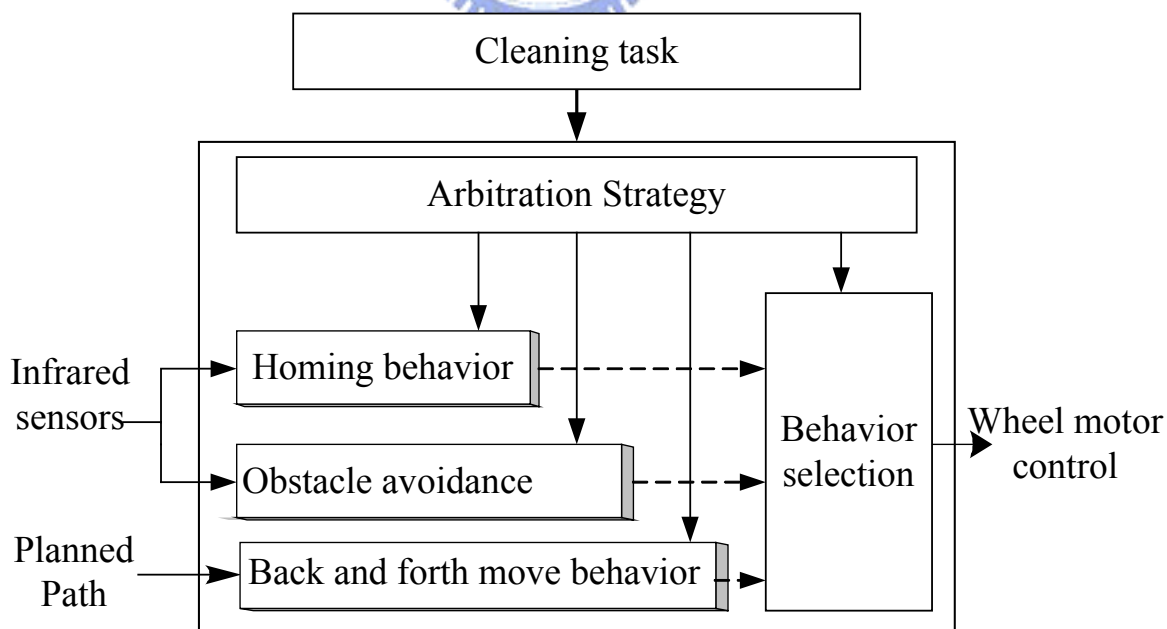 Cleaning task
Arbitration Strategy
Infrared
sensors
Homing behavior
Obstacle avoidance
Planned
Path
Back and forth move behavior
Behavior
selection
Wheel motor
control